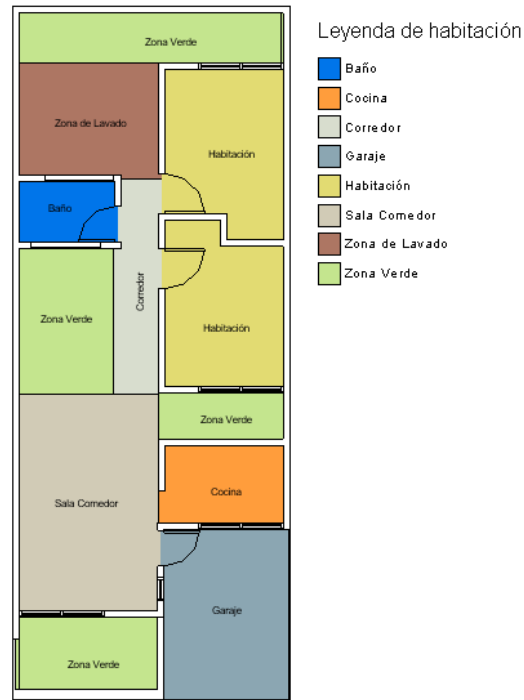 Zona Verde
Zona de Lavado
Habitación
Baño
Corredor
Zona Verde
Habitación
Zona Verde
Cocina
Sala Comedor
Garaje
Zona Verde
Leyenda de habitación
Baño
Cocina
Corredor
Garaje
Habitación
Sala Comedor
Zona de Lavado
Zona Verde